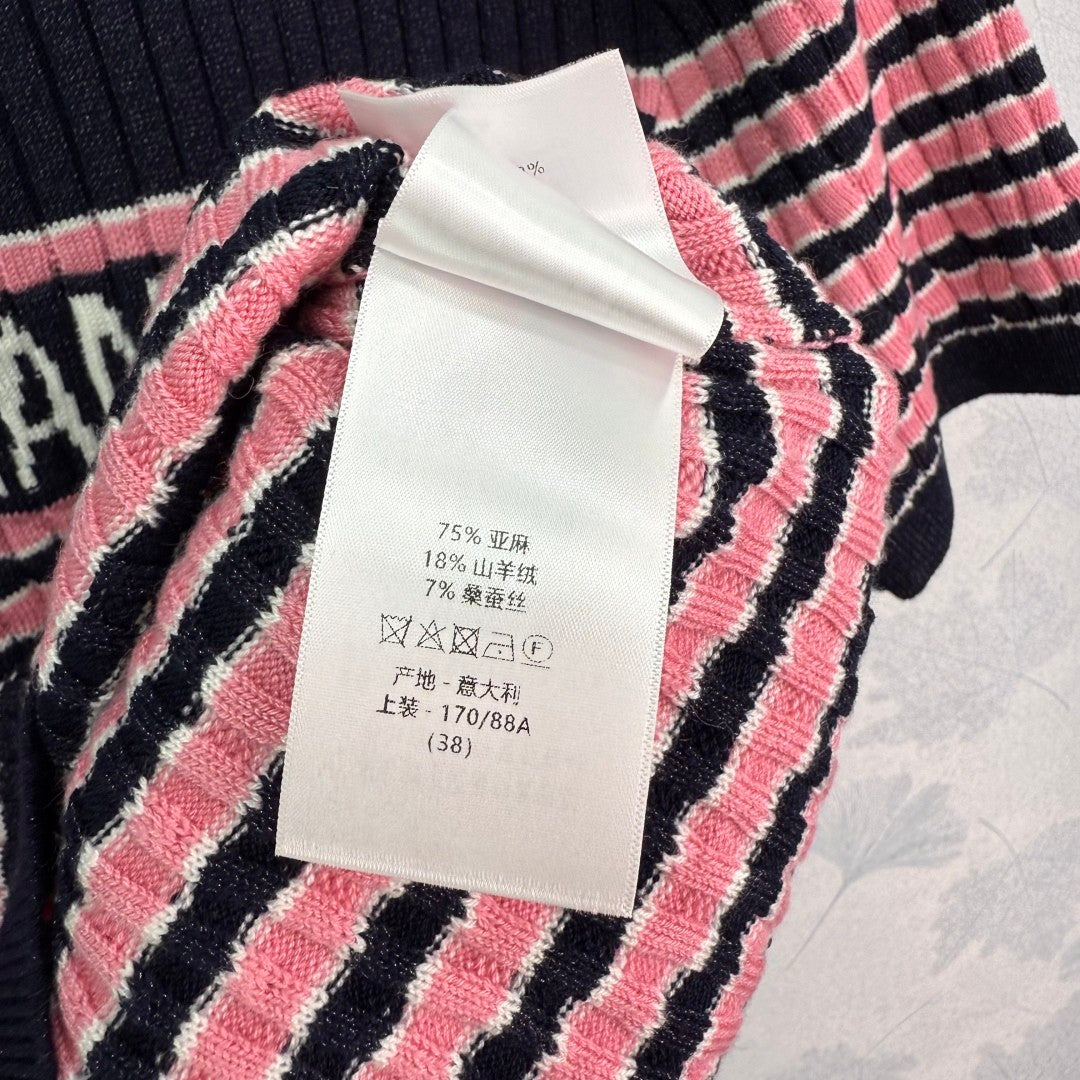 %
AN
75% 亚麻
18% 山羊绒
7% 桑蚕丝
F
产地 - 意大利
上装 - 170/88A
(38)